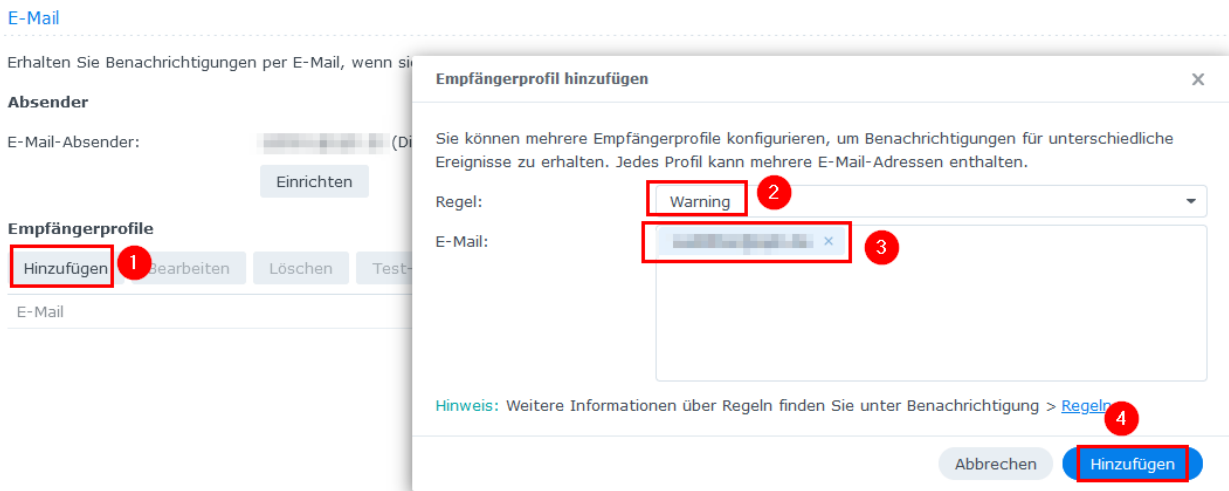 E-Mail
Erhalten Sie Benachrichtigungen per E-Mail, wenn
Absender
E-Mail-Absender:
Einrichten
Empfängerprofile
Hinzufügen
1
Bearbeiten
Löschen
Test-
E-Mail
Empfängerprofil hinzufügen
Sie können mehrere Empfängerprofile konfigurieren, um Benachrichtigungen für unterschiedliche
Ereignisse zu erhalten. Jedes Profil kann mehrere E-Mail-Adressen enthalten.
Regel:
Warning
2
E-Mail:
3
Hinweis: Weitere Informationen über Regeln finden Sie unter Benachrichtigung > Regeln
4
Abbrechen
Hinzufügen